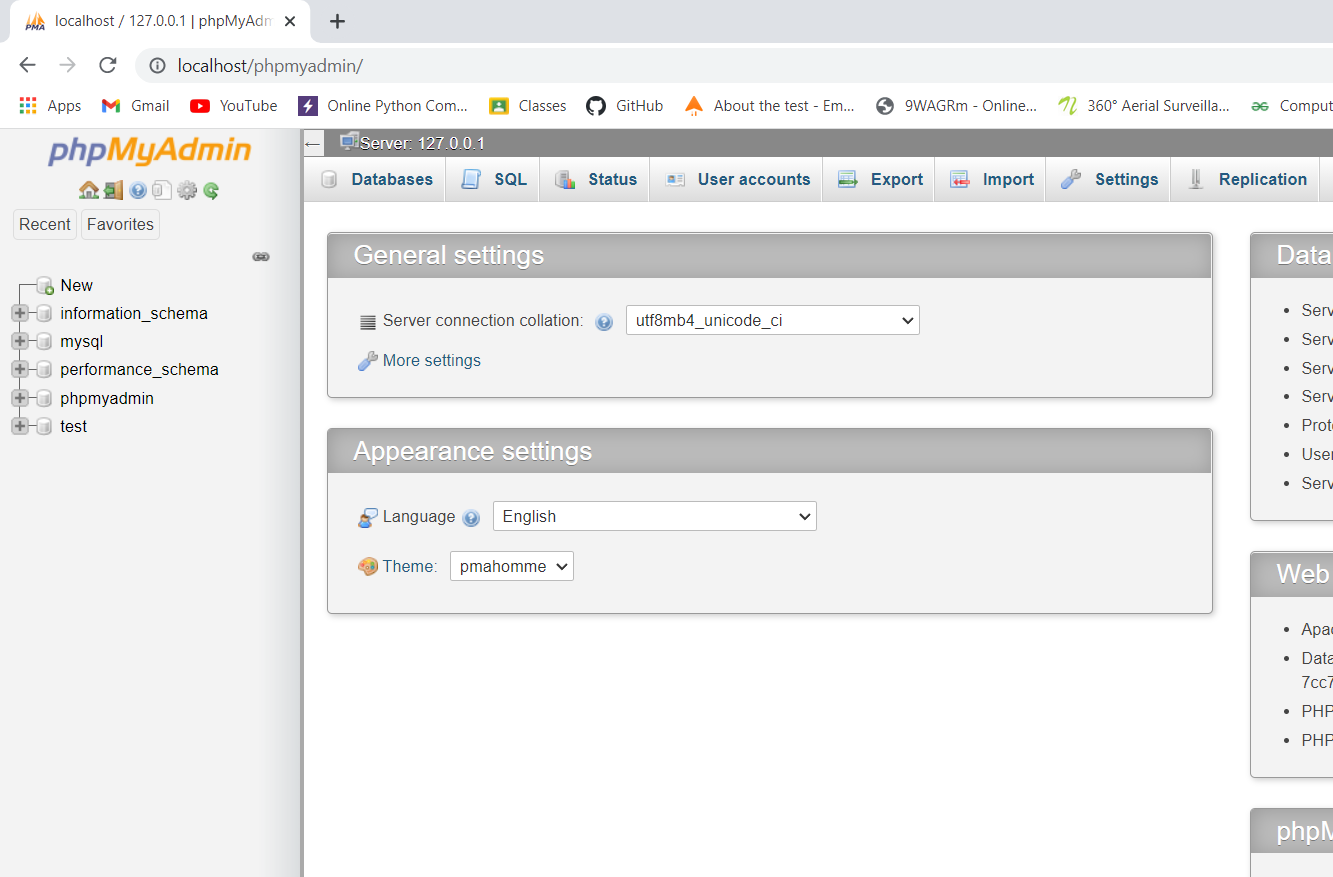 localhost / 127.0.0.1 | phpMyAdm
localhost/phpmyadmin/
Apps Gmail YouTube Online Python Com... Classes GitHub About the test - Em... 9WAGRm - Online... 360° Aerial Surveilla... Comput
phpMyAdmin
Recent Favorites
New
information_schema
mysql
performance_schema
phpmyadmin
test
Server: 127.0.0.1
Databases SQL Status User accounts Export Import Settings Replication
General settings
Server connection collation: utf8mb4_unicode_ci
More settings
Appearance settings
Language English
Theme: pmahomme
Data
Serv
Serv
Serv
Serv
Proto
User
Serv
Web
Apac
Data
7cc7
PHP
PHP
phpM